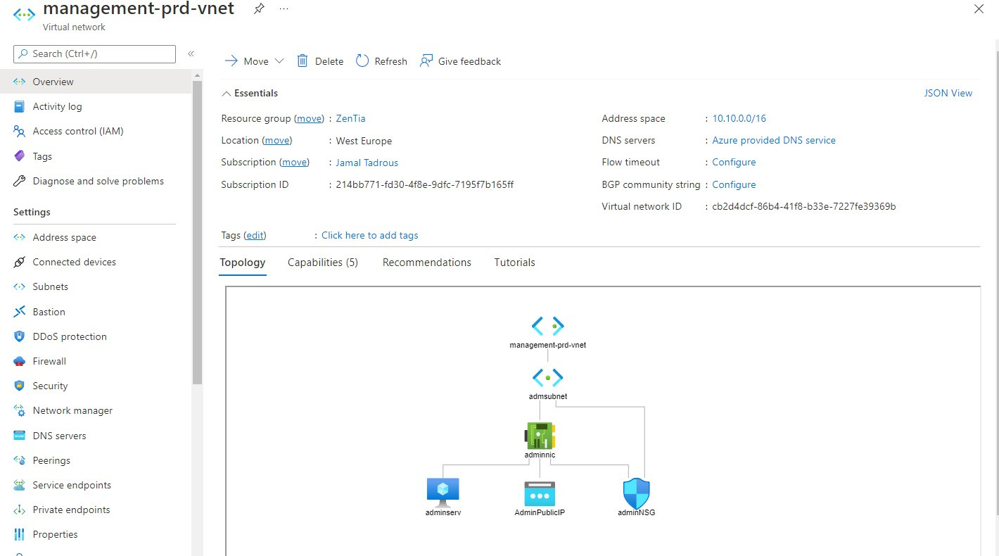 management-prd-vnet
...
Virtual network
Search (Ctrl+/)
«
Overview
Activity log
Access control (IAM)
Tags
Diagnose and solve problems
Settings
Address space
Connected devices
Subnets
Bastion
DDoS protection
Firewall
Security
Network manager
DNS servers
Peerings
Service endpoints
Private endpoints
Properties
Move
Delete
Refresh
Give feedback
Essentials
JSON View
Resource group (move) : ZenTia
Location (move) : West Europe
Subscription (move) : Jamal Tadrous
Subscription ID : 214bb771-fd30-4f8e-9dfc-7195f7b165ff
Address space : 10.10.0.0/16
DNS servers : Azure provided DNS service
Flow timeout : Configure
BGP community string : Configure
Virtual network ID : cb2d4dcf-86b4-41f8-b33e-7227fe39369b
Tags (edit) : Click here to add tags
Topology
Capabilities (5)
Recommendations
Tutorials
management-prd-vnet
admsubnet
adminnic
adminserv
AdminPublicIP
adminNSG